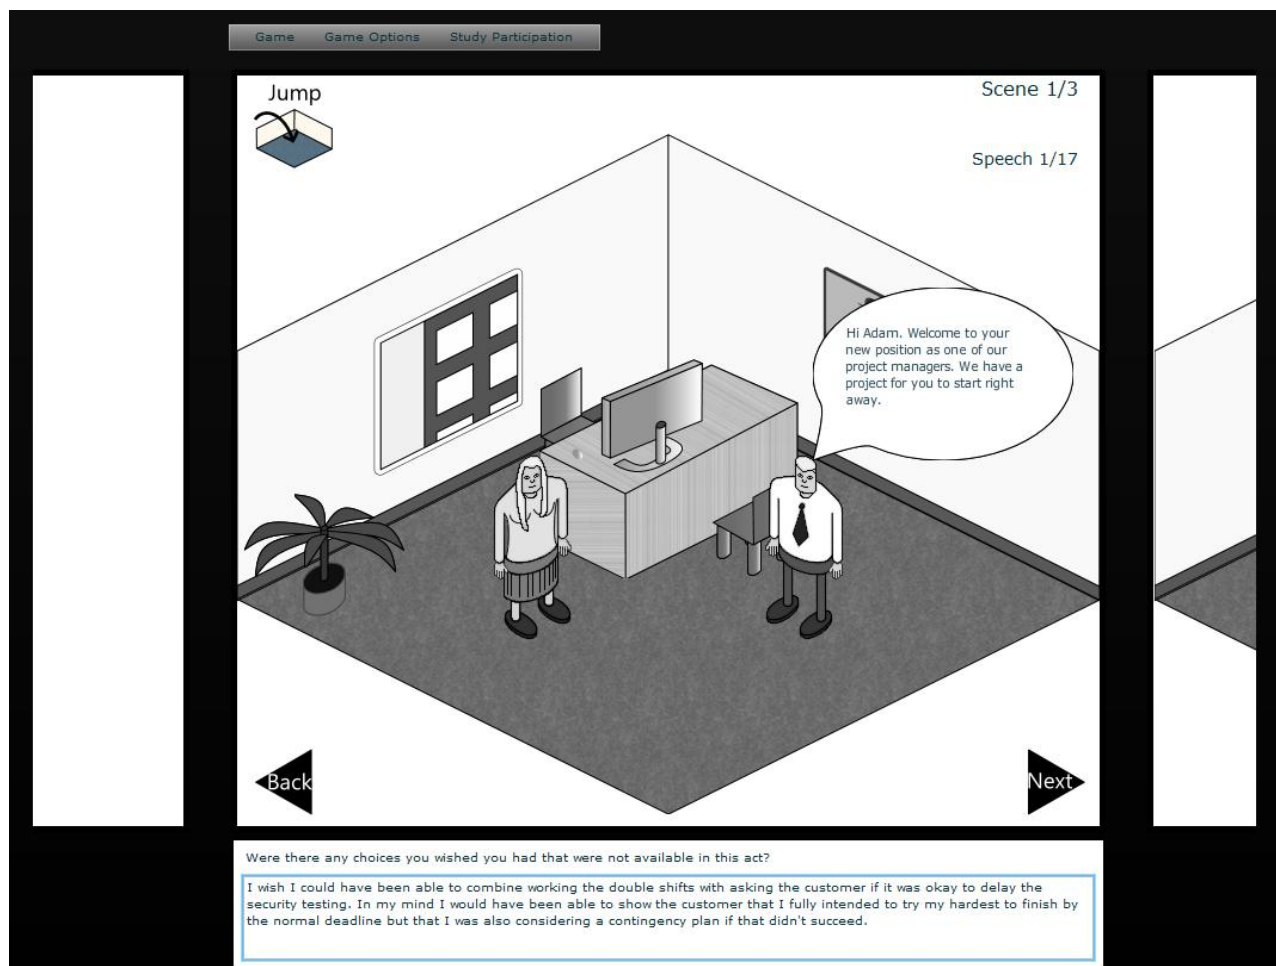 Game Game Options Study Participation
Jump
Scene 1/3
Speech 1/17
Hi Adam. Welcome to your
new position as one of our
project managers. We have a
project for you to start right
away.
Back
Next
Were there any choices you wished you had that were not available in this act?
I wish I could have been able to combine working the double shifts with asking the customer if it was okay to delay the
security testing. In my mind I would have been able to show the customer that I fully intended to try my hardest to finish by
the normal deadline but that I was also considering a contingency plan if that didn't succeed.